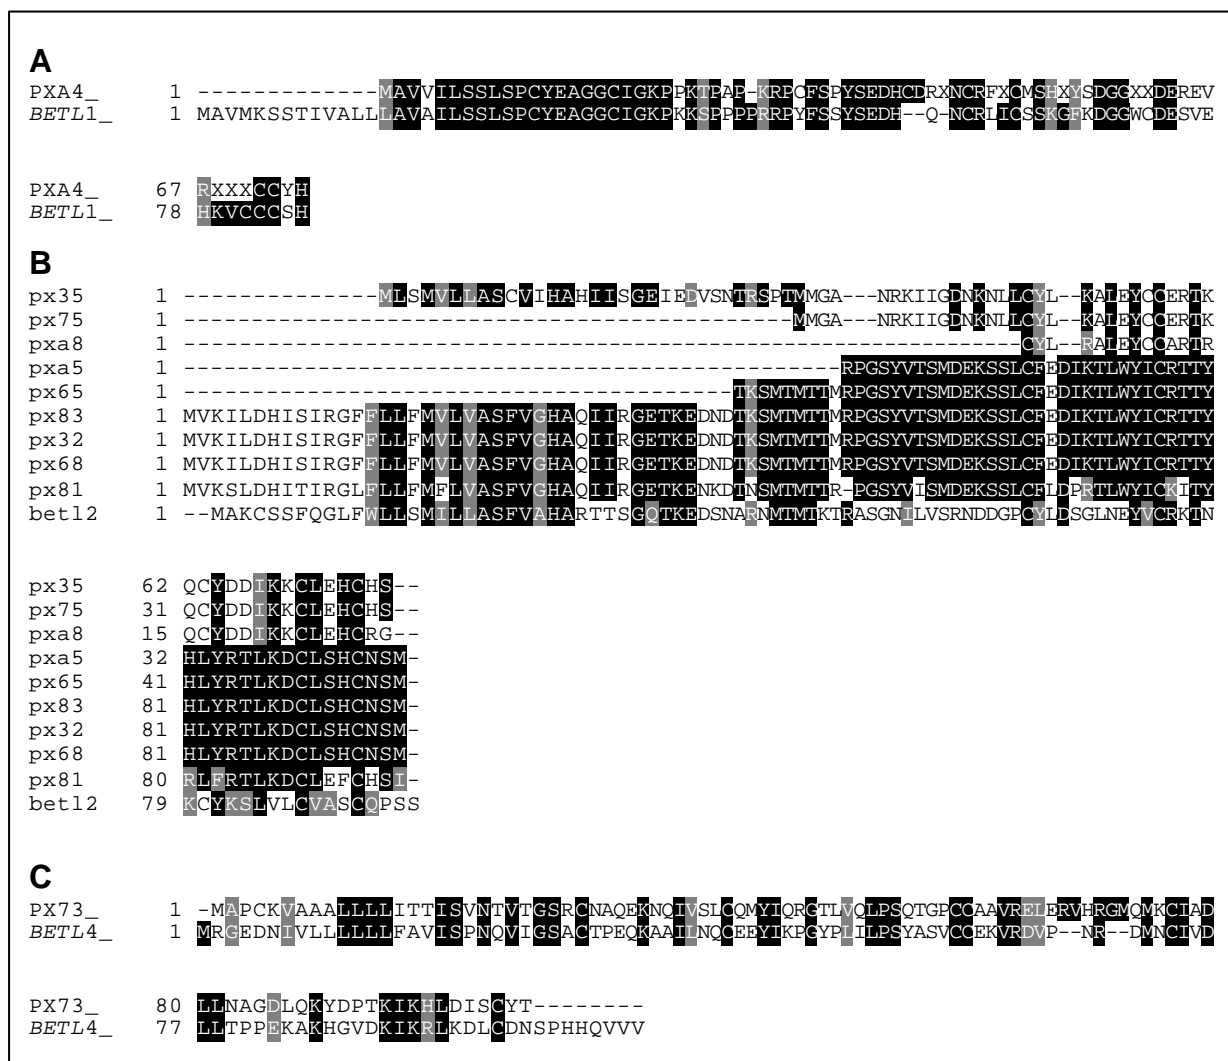 A
PXA4_ 1 -------------MAVVILSSLSPCYEAGGCIGKPPKTPAP-KRPCFSPYSEDHCDRXNCRFXCMSHXYSDGGXXDEREV
BETL1_ 1 MAVMKSSTIVALLLAVAILSSLSPCYEAGGCIGKPKKSPPPPRRPYFSSYSEDH--Q-NCRLICSSKGFKDGGWCDESVE
PXA4_ 67 RXXXCCYH
BETL1_ 78 HKVCCCSH
B
px35 1 --------------MLSMVLLASCVIHAHIISGEIEDVSNTRSPTMMGA---NRKIIGDNKNLLCYL--KALEYCCERTK
px75 1 ---------------------------------------------MMGA---NRKIIGDNKNLLCYL--KALEYCCERTK
pxa8 1 ----------------------------------------------------------------CYL--RALEYCCARTR
pxa5 1 -------------------------------------------------RPGSYVTSMDEKSSLCFEDIKTLWYICRTTY
px65 1 ----------------------------------------TKSMTMTTMRPGSYVTSMDEKSSLCFEDIKTLWYICRTTY
px83 1 MVKILDHISIRGFFLLFMVLVASFVGHAQIIRGETKEDNDTKSMTMTTMRPGSYVTSMDEKSSLCFEDIKTLWYICRTTY
px32 1 MVKILDHISIRGFFLLFMVLVASFVGHAQIIRGETKEDNDTKSMTMTTMRPGSYVTSMDEKSSLCFEDIKTLWYICRTTY
px68 1 MVKILDHISIRGFFLLFMVLVASFVGHAQIIRGETKEDNDTKSMTMTTMRPGSYVTSMDEKSSLCFEDIKTLWYICRTTY
px81 1 MVKSLDHITIRGLFLLFMFLVASFVGHAQIIRGETKENKDTNSMTMTTR-PGSYVISMDEKSSLCFLDPRTLWYICKITY
betl2 1 --MAKCSSFQGLFWLLSMILLASFVAHARTTSGQTKEDSNARNMTMTKTRASGNILVSRNDDGPCYLDSGLNEYVCRKTN
px35 62 QCYDDIKKCLEHCHS--
px75 31 QCYDDIKKCLEHCHS--
pxa8 15 QCYDDIKKCLEHCRG--
pxa5 32 HLYRTLKDCLSHCNSM-
px65 41 HLYRTLKDCLSHCNSM-
px83 81 HLYRTLKDCLSHCNSM-
px32 81 HLYRTLKDCLSHCNSM-
px68 81 HLYRTLKDCLSHCNSM-
px81 80 RLFRTLKDCLEFCHSI-
betl2 79 KCYKSLVLCVASCQPSS
C
PX73_ 1 -MAPCKVAAALLLLITTISVNTVTGSRCNAQEKNQIVSLCQMYIQRGTLVQLPSQTGPCCAAVRELERVHRGMQMKCIAD
BETL4_ 1 MRGEDNIVLLLLLLFAVISPNQVIGSACTPEQKAAILNQCEEYIKPGYPLILPSYASVCCEKVRDVP--NR--DMNCIVD
PX73_ 80 LLNAGDLQKYDPTKIKHLDISCYT--------
BETL4_ 77 LLTPPEKAKHGVDKIKRLKDLCDNSPHHQVVV